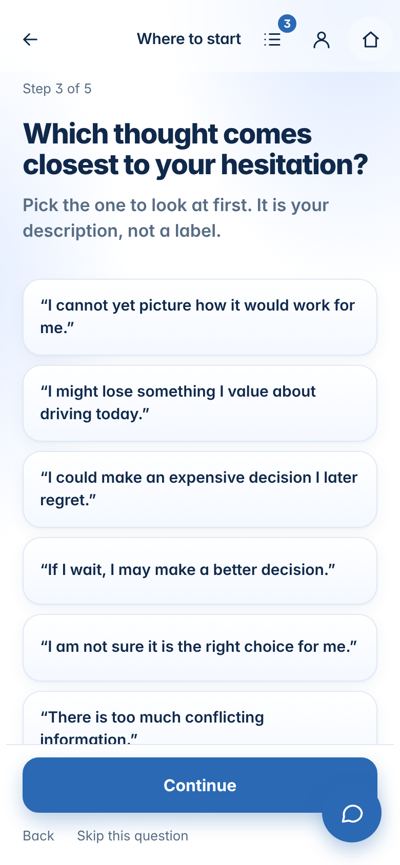 Where to start
3
Step 3 of 5
Which thought comes
closest to your hesitation?
Pick the one to look at first. It is your
description, not a label.
“I cannot yet picture how it would work for
me.”
“I might lose something I value about
driving today.”
“I could make an expensive decision I later
regret.”
“If I wait, I may make a better decision.”
“I am not sure it is the right choice for me.”
“There is too much conflicting
information.”
Continue
Back
Skip this question